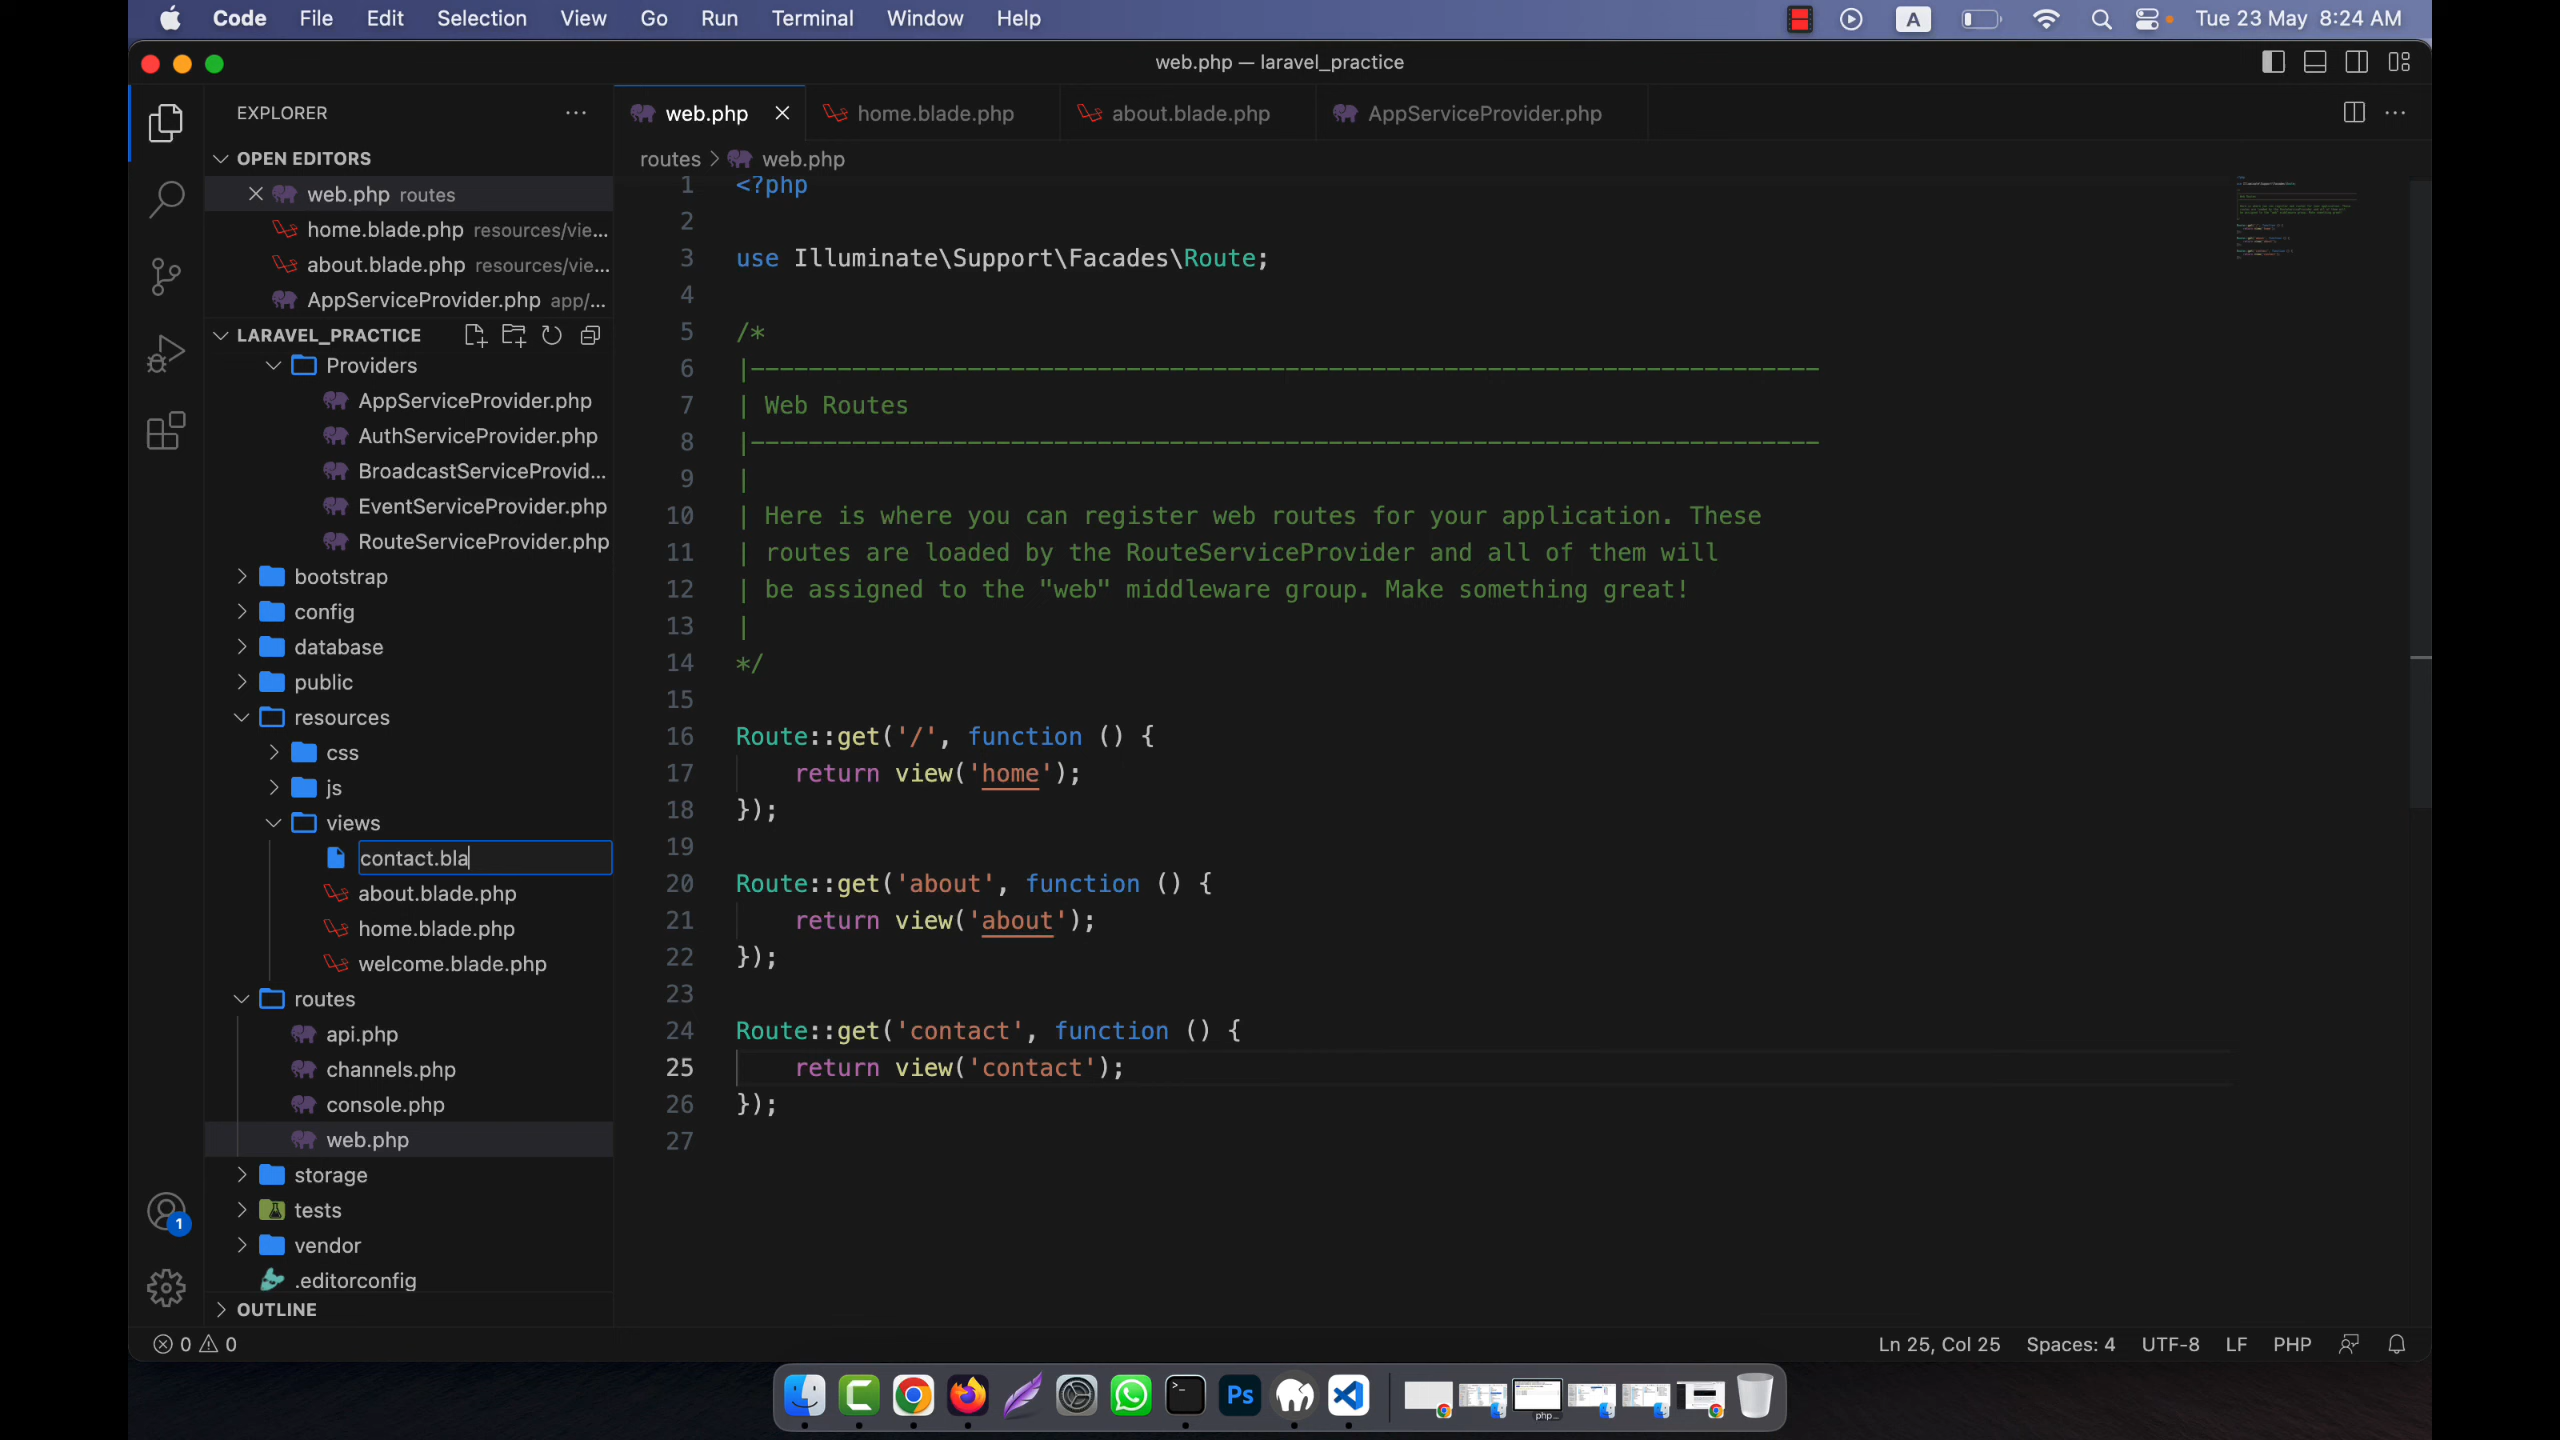 Code File Edit Selection View Go Run Terminal Window Help A Tue 23 May 8:24 AM
web.php — laravel_practice
EXPLORER
OPEN EDITORS
web.php routes
home.blade.php resources/vie...
about.blade.php resources/vie...
AppServiceProvider.php app/...
LARAVEL_PRACTICE
Providers
AppServiceProvider.php
AuthServiceProvider.php
BroadcastServiceProvid...
EventServiceProvider.php
RouteServiceProvider.php
bootstrap
config
database
public
resources
css
js
views
contact.bla
about.blade.php
home.blade.php
welcome.blade.php
routes
api.php
channels.php
console.php
web.php
storage
tests
vendor
.editorconfig
OUTLINE
1
web.php home.blade.php about.blade.php AppServiceProvider.php
routes > web.php
1 <?php
2
3 use Illuminate\Support\Facades\Route;
4
5 /*
6 |--------------------------------------------------------------------------
7 | Web Routes
8 |--------------------------------------------------------------------------
9 |
10 | Here is where you can register web routes for your application. These
11 | routes are loaded by the RouteServiceProvider and all of them will
12 | be assigned to the "web" middleware group. Make something great!
13 |
14 */
15
16 Route::get('/', function () {
17     return view('home');
18 });
19
20 Route::get('about', function () {
21     return view('about');
22 });
23
24 Route::get('contact', function () {
25     return view('contact');
26 });
27
0 0 Ln 25, Col 25 Spaces: 4 UTF-8 LF PHP
Ps
php